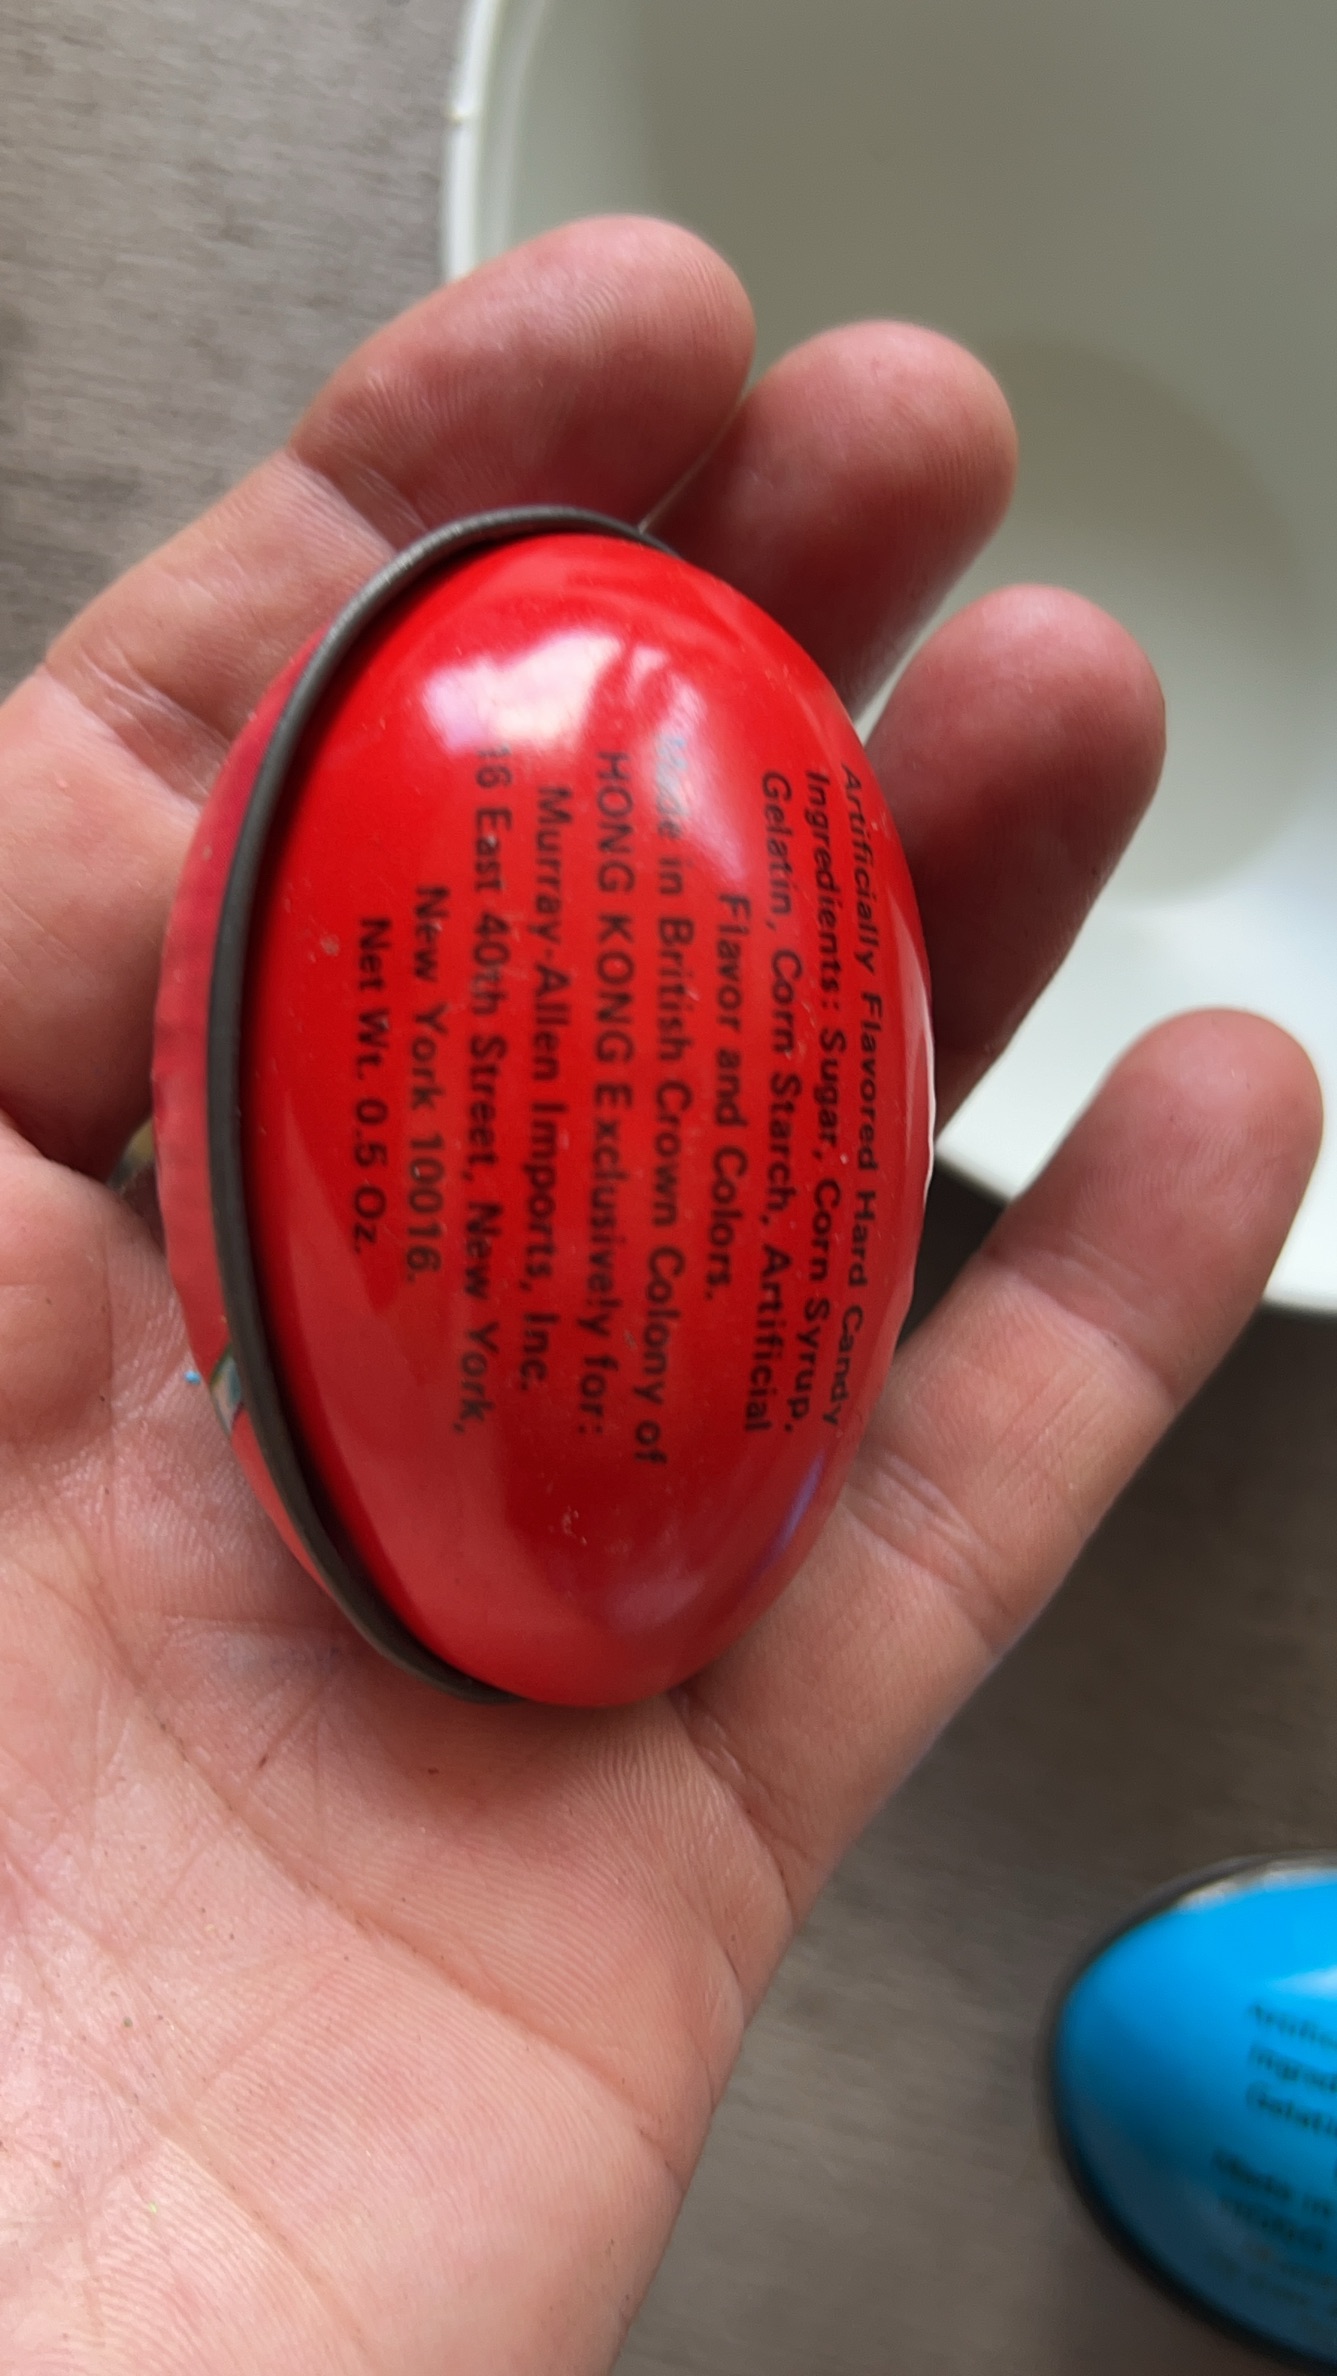 Artificially Flavored Hard Candy
Ingredients: Sugar, Corn Syrup,
Gelatin, Corn Starch, Artificial
Flavor and Colors.
Made in British Crown Colony of
HONG KONG Exclusively for:
Murray-Allen Imports, Inc.
16 East 40th Street, New York,
New York 10016.
Net Wt. 0.5 Oz.